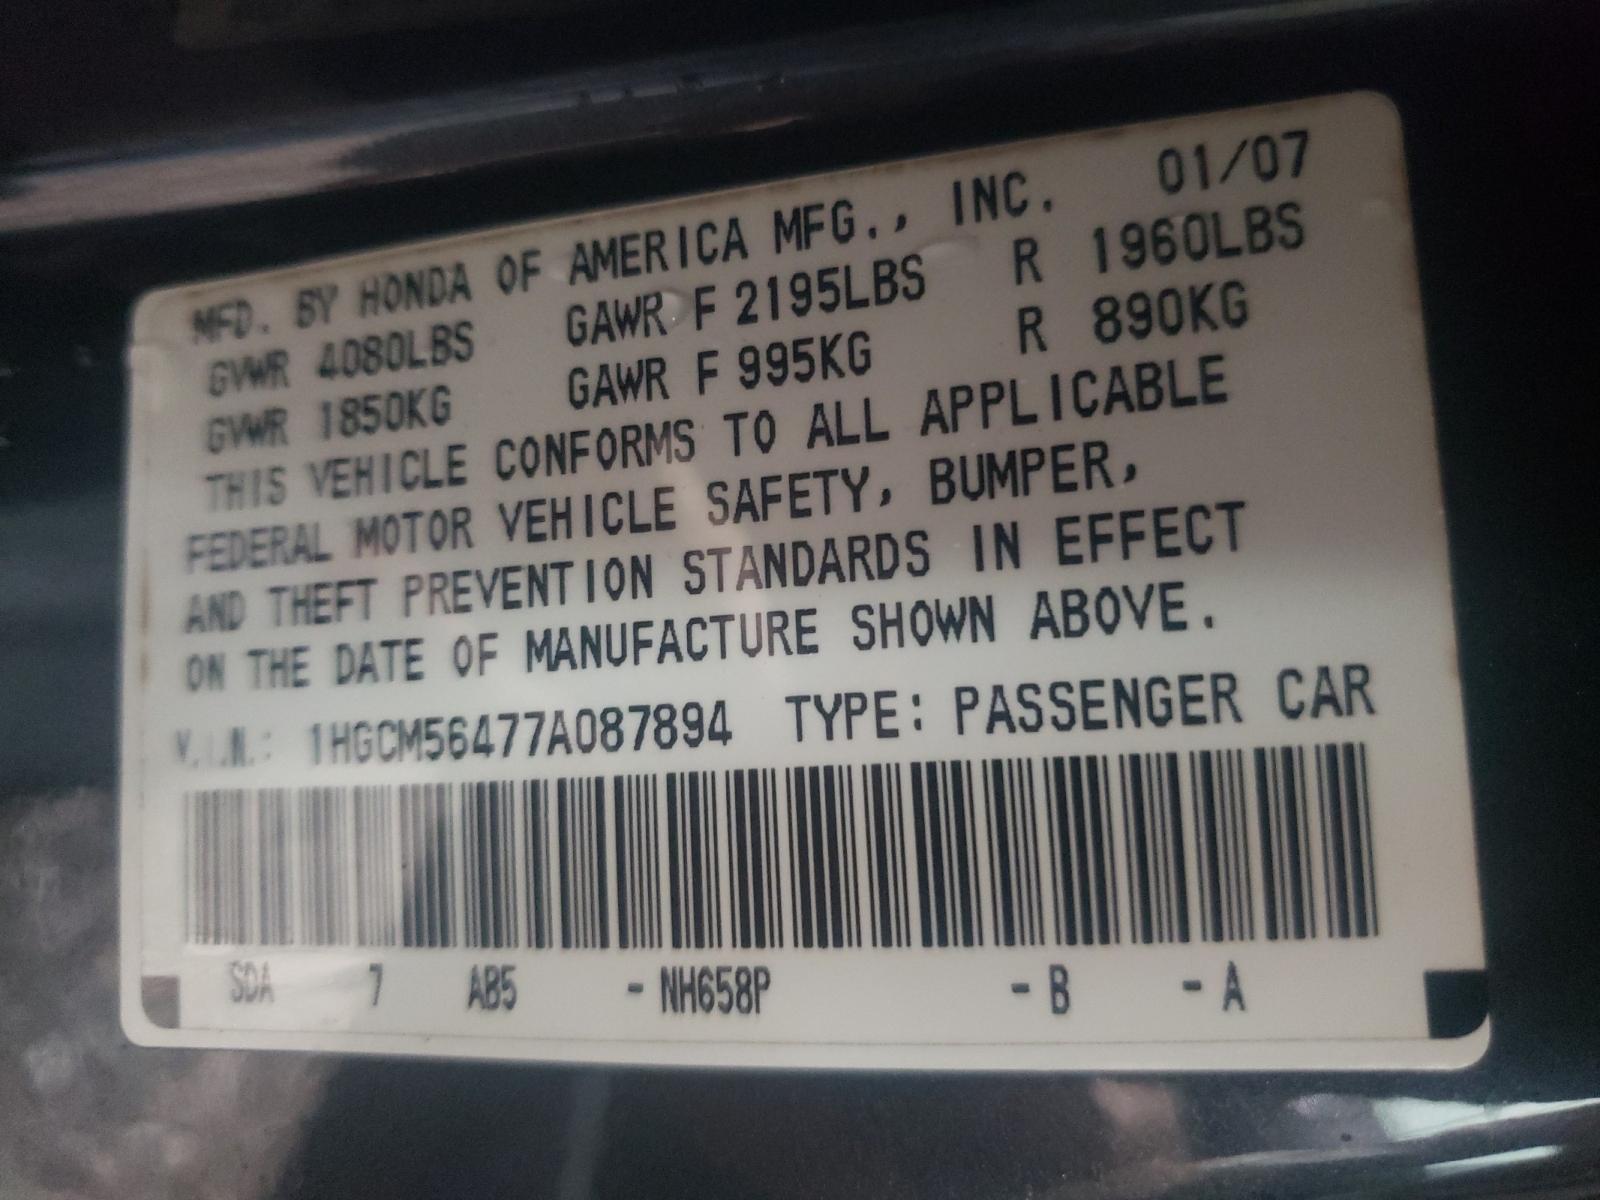 MFD. BY HONDA OF AMERICA MFG., INC. 01/07
GVWR 4080LBS GAWR F 2195LBS R 1960LBS
GVWR 1850KG GAWR F 995KG R 890KG
THIS VEHICLE CONFORMS TO ALL APPLICABLE
FEDERAL MOTOR VEHICLE SAFETY, BUMPER,
AND THEFT PREVENTION STANDARDS IN EFFECT
ON THE DATE OF MANUFACTURE SHOWN ABOVE.
V.I.N.: 1HGCM56477A087894 TYPE: PASSENGER CAR
SDA 7 AB5 -NH658P -B -A